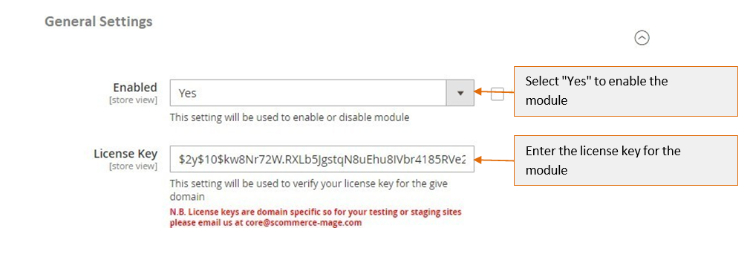 General Settings
Enabled
[store view]
Yes
Select "Yes" to enable the
module
This setting will be used to enable or disable module
License Key
[store view]
$2y$10$kw8Nr72W.RXLb5JgstqN8uEhu8IVbr4185RVe2
Enter the license key for the
module
This setting will be used to verify your license key for the give
domain
N.B. License keys are domain specific so for your testing or staging sites
please email us at core@scommerce-mage.com